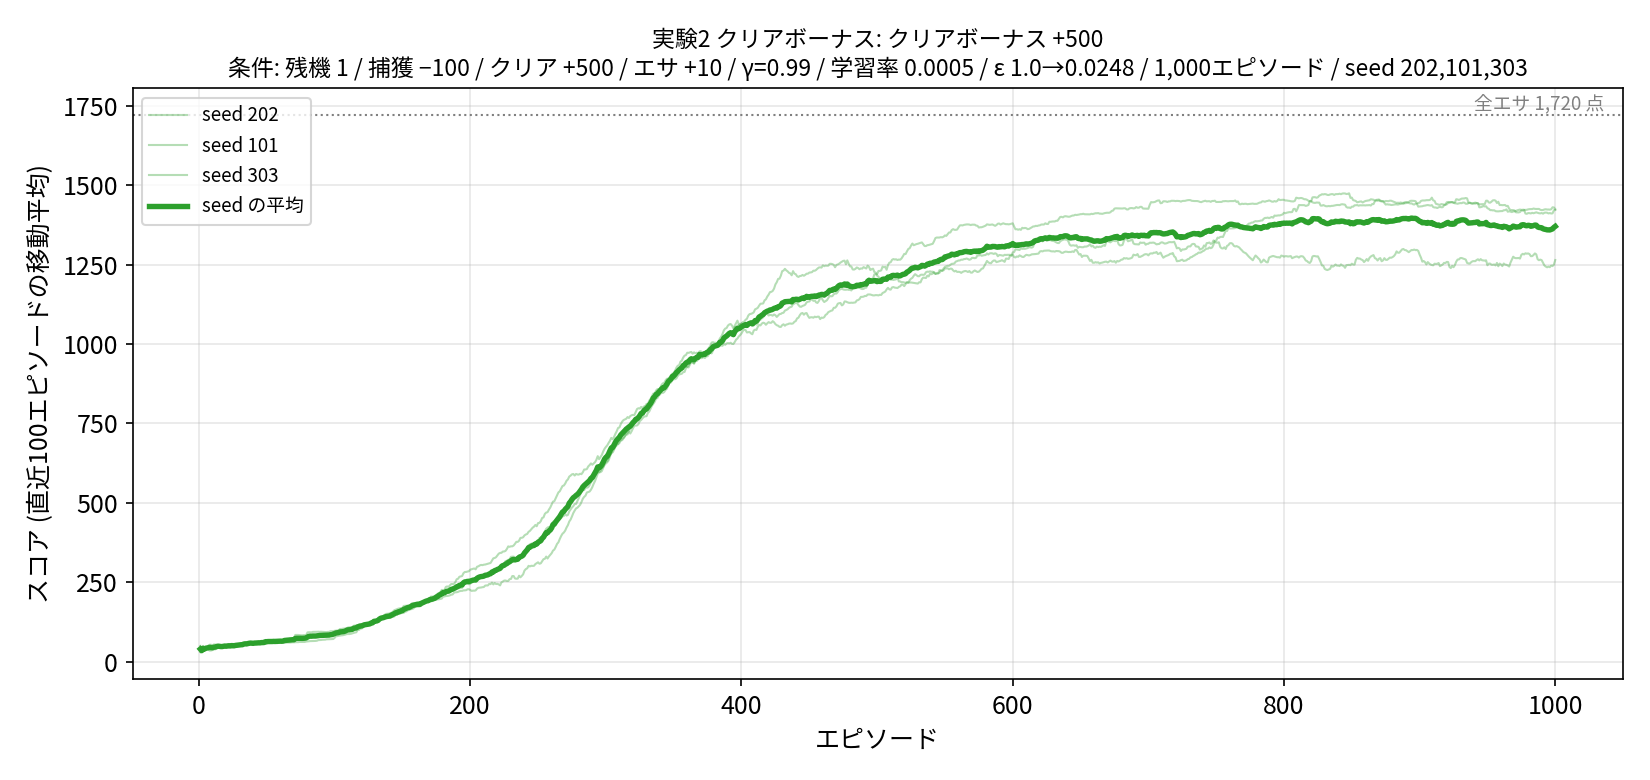 実験2 クリアボーナス: クリアボーナス +500
条件: 残機 1 / 捕獲 −100 / クリア +500 / エサ +10 / γ=0.99 / 学習率 0.0005 / ε 1.0→0.0248 / 1,000エピソード / seed 202,101,303
全エサ 1,720 点
seed 202
seed 101
seed 303
seed の平均
スコア (直近100エピソードの移動平均)
1750
1500
1250
1000
750
500
250
0
0 200 400 600 800 1000
エピソード